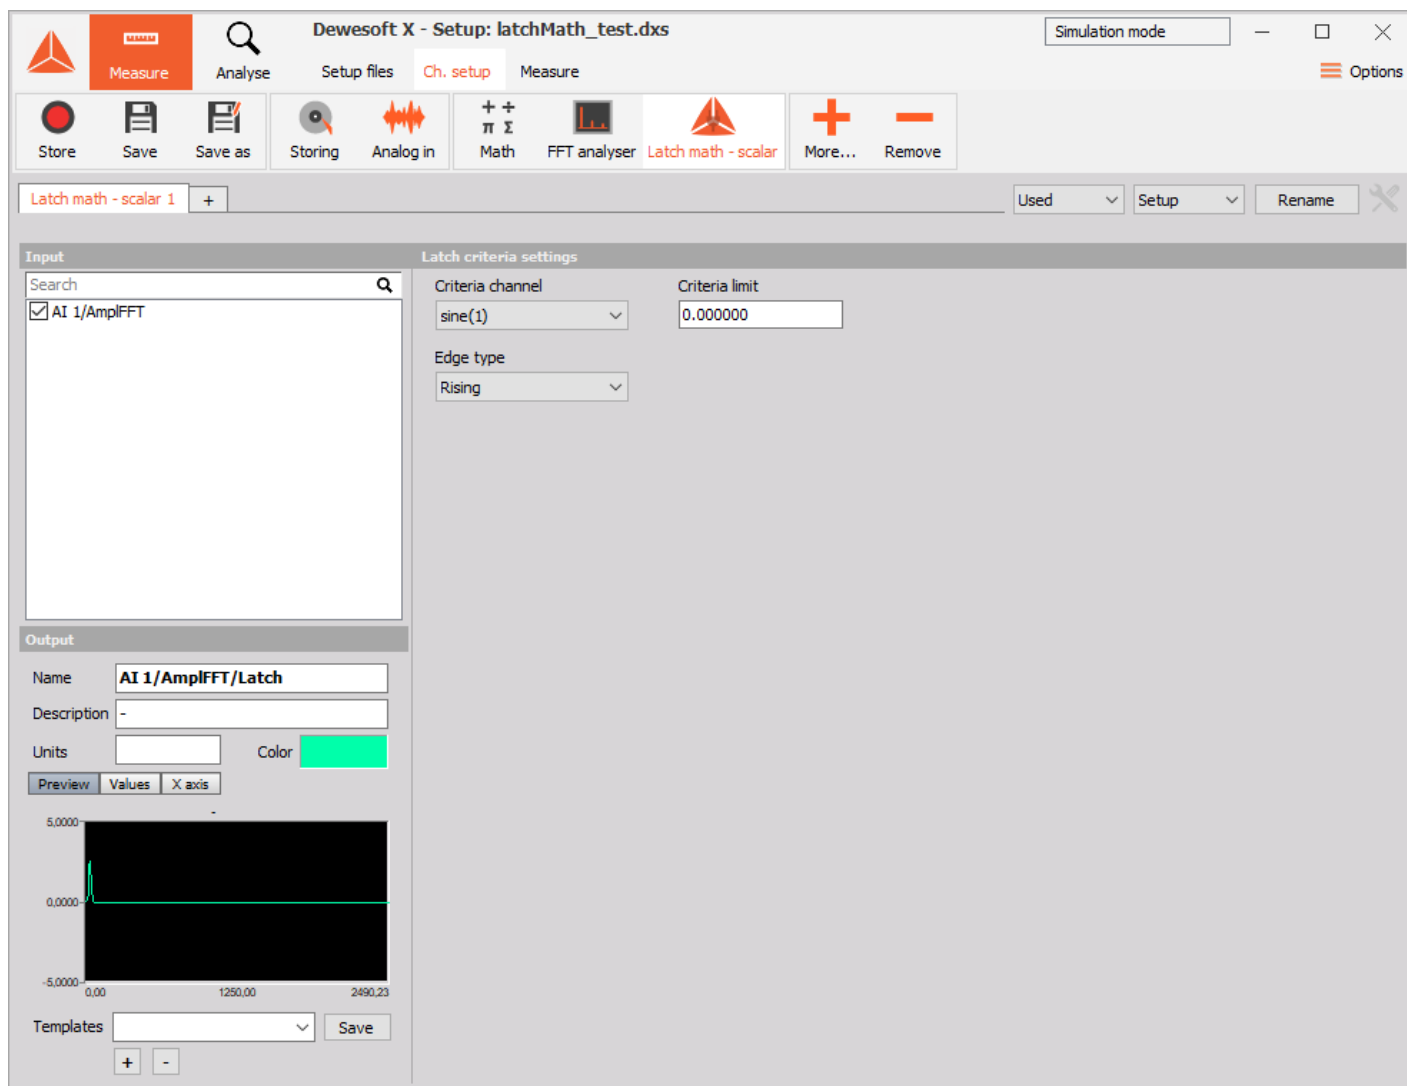 Dewesoft X - Setup: latchMath_test.dxs
Simulation mode
Measure
Analyse
Setup files
Ch. setup
Measure
Options
Store
Save
Save as
Storing
Analog in
Math
FFT analyser
Latch math - scalar
More...
Remove
Latch math - scalar 1
+
Used
Setup
Rename
Input
Latch criteria settings
Search
Criteria channel
Criteria limit
AI 1/AmplFFT
sine(1)
0.000000
Edge type
Rising
Output
Name
AI 1/AmplFFT/Latch
Description
-
Units
Color
Preview
Values
X axis
-
5,0000
0,0000
-5,0000
0,00
1250,00
2490,23
Templates
Save
+
-